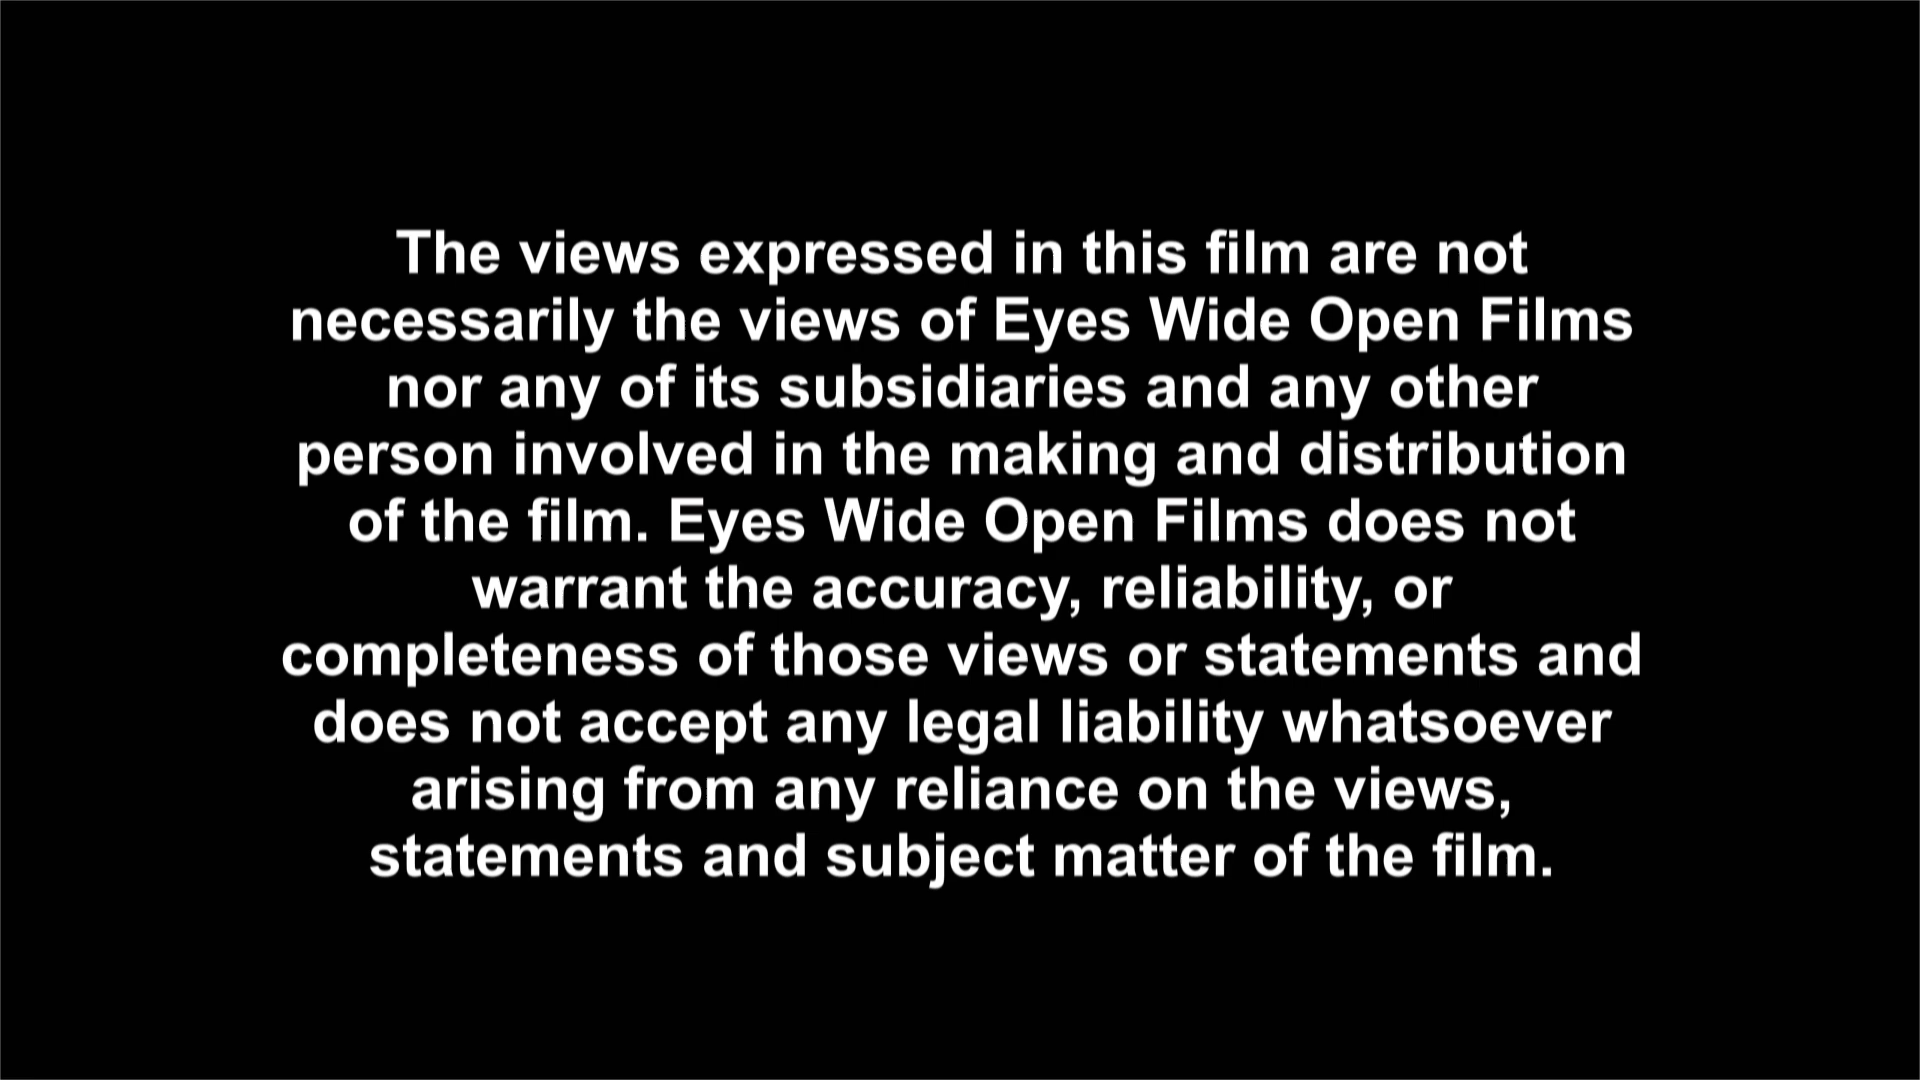 The views expressed in this film are not
necessarily the views of Eyes Wide Open Films
nor any of its subsidiaries and any other
person involved in the making and distribution
of the film. Eyes Wide Open Films does not
warrant the accuracy, reliability, or
completeness of those views or statements and
does not accept any legal liability whatsoever
arising from any reliance on the views,
statements and subject matter of the film.